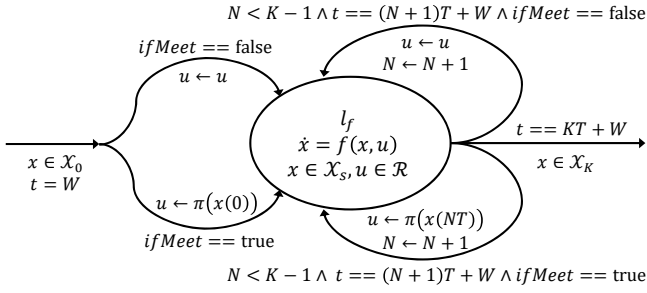 N < K − 1 ∧ t == (N + 1)T + W ∧ ifMeet == false
ifMeet == false
u ← u
u ← u
N ← N + 1
l_f
ẋ = f(x, u)
x ∈ 𝒳_s, u ∈ ℛ
x ∈ 𝒳_0
t = W
t == KT + W
x ∈ 𝒳_K
u ← π(x(0))
ifMeet == true
u ← π(x(NT))
N ← N + 1
N < K − 1 ∧ t == (N + 1)T + W ∧ ifMeet == true